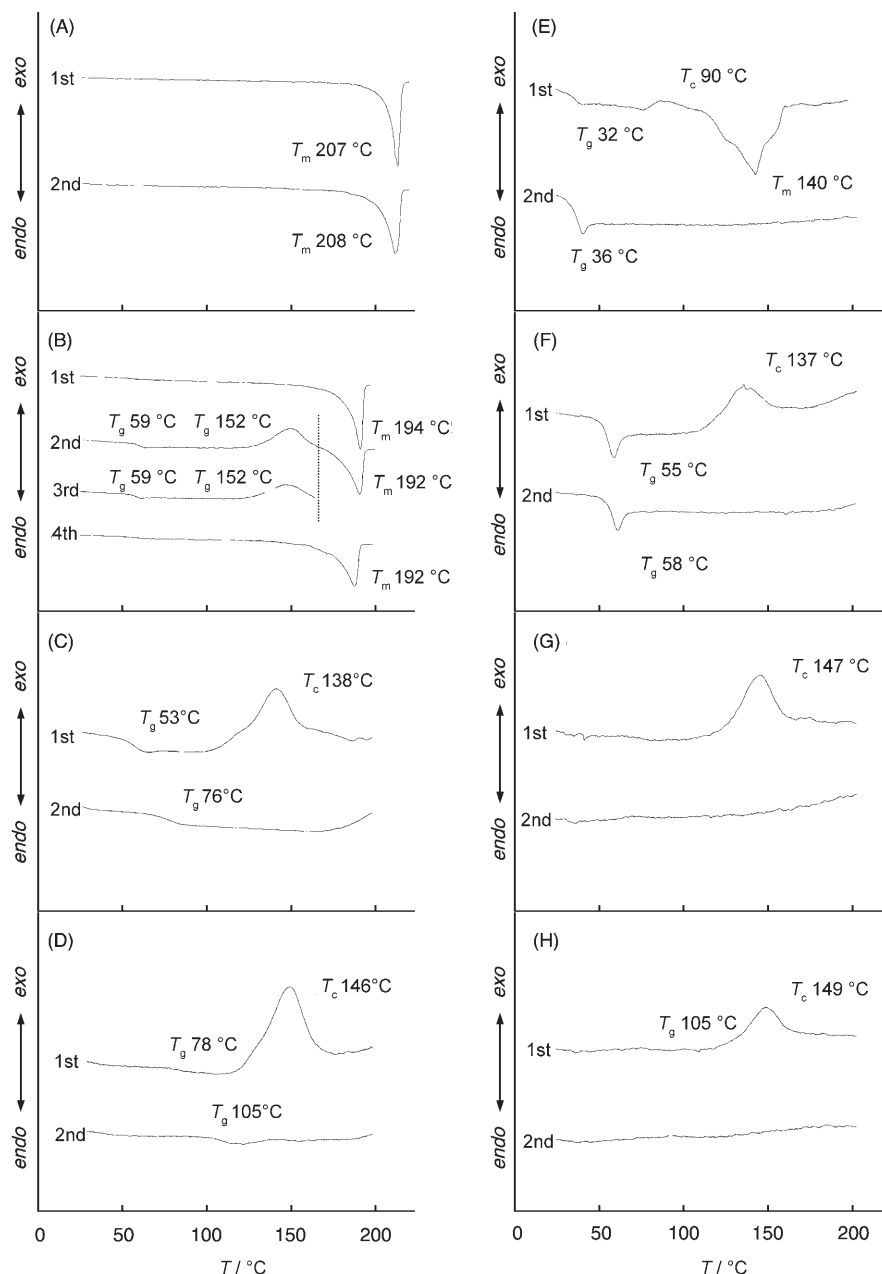 (A)
exo
endo
1st
Tm 207 °C
2nd
Tm 208 °C
(B)
exo
endo
1st
Tm 194 °C
2nd
Tg 59 °C Tg 152 °C
Tm 192 °C
3rd
Tg 59 °C Tg 152 °C
4th
Tm 192 °C
(C)
exo
endo
1st
Tg 53°C
Tc 138°C
2nd
Tg 76°C
(D)
exo
endo
1st
Tg 78 °C
Tc 146°C
2nd
Tg 105°C
0 50 100 150 200
T / °C
(E)
exo
endo
1st
Tc 90 °C
Tg 32 °C
Tm 140 °C
2nd
Tg 36 °C
(F)
exo
endo
1st
Tc 137 °C
Tg 55 °C
2nd
Tg 58 °C
(G)
exo
endo
1st
Tc 147 °C
2nd
(H)
exo
endo
1st
Tg 105 °C
Tc 149 °C
2nd
0 50 100 150 200
T / °C